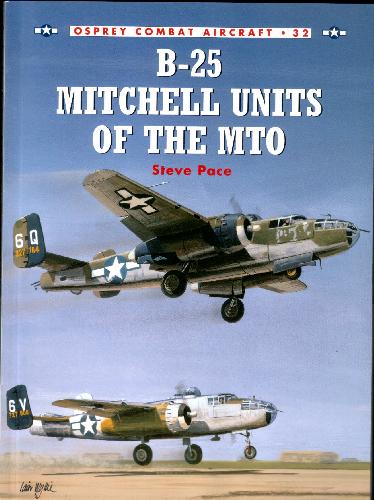 OSPREY COMBAT AIRCRAFT • 32
B-25
MITCHELL UNITS
OF THE MTO
Steve Pace
6 Q
6 Y